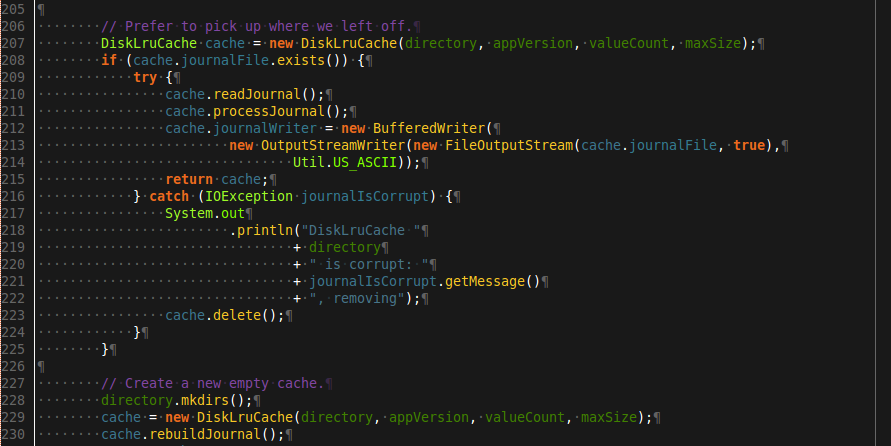 205
206 // Prefer to pick up where we left off.
207 DiskLruCache cache = new DiskLruCache(directory, appVersion, valueCount, maxSize);
208 if (cache.journalFile.exists()) {
209 try {
210 cache.readJournal();
211 cache.processJournal();
212 cache.journalWriter = new BufferedWriter(
213 new OutputStreamWriter(new FileOutputStream(cache.journalFile, true),
214 Util.US_ASCII));
215 return cache;
216 } catch (IOException journalIsCorrupt) {
217 System.out
218 .println("DiskLruCache "
219 + directory
220 + " is corrupt: "
221 + journalIsCorrupt.getMessage()
222 + ", removing");
223 cache.delete();
224 }
225 }
226
227 // Create a new empty cache.
228 directory.mkdirs();
229 cache = new DiskLruCache(directory, appVersion, valueCount, maxSize);
230 cache.rebuildJournal();